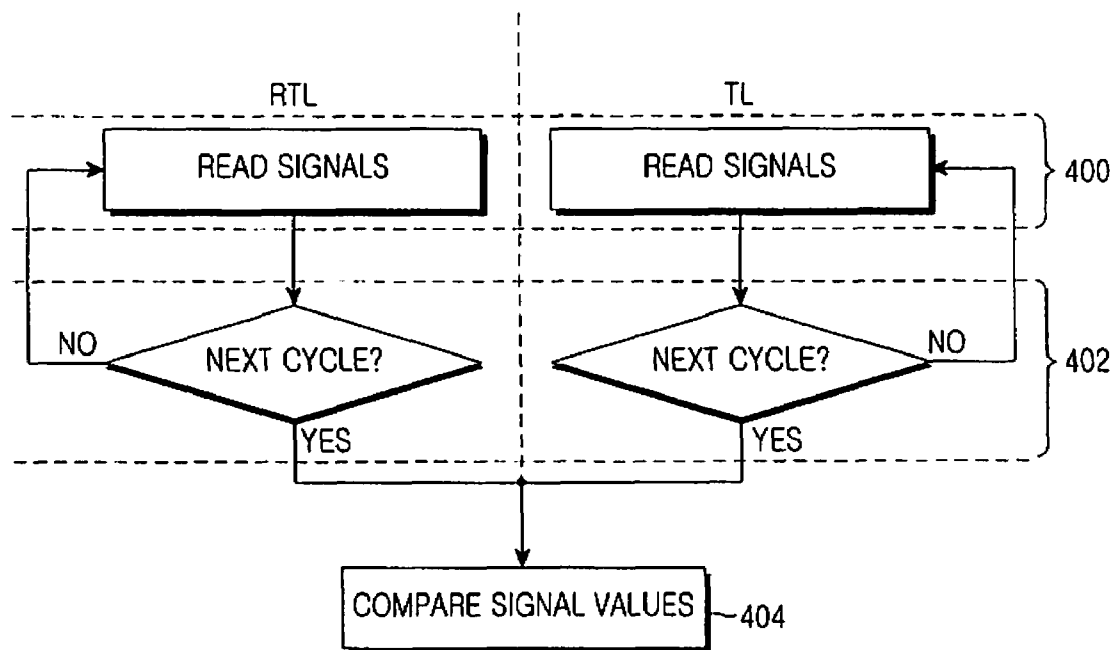 RTL
TL
READ SIGNALS
READ SIGNALS
400
NO
NEXT CYCLE?
NEXT CYCLE?
NO
402
YES
YES
COMPARE SIGNAL VALUES
404